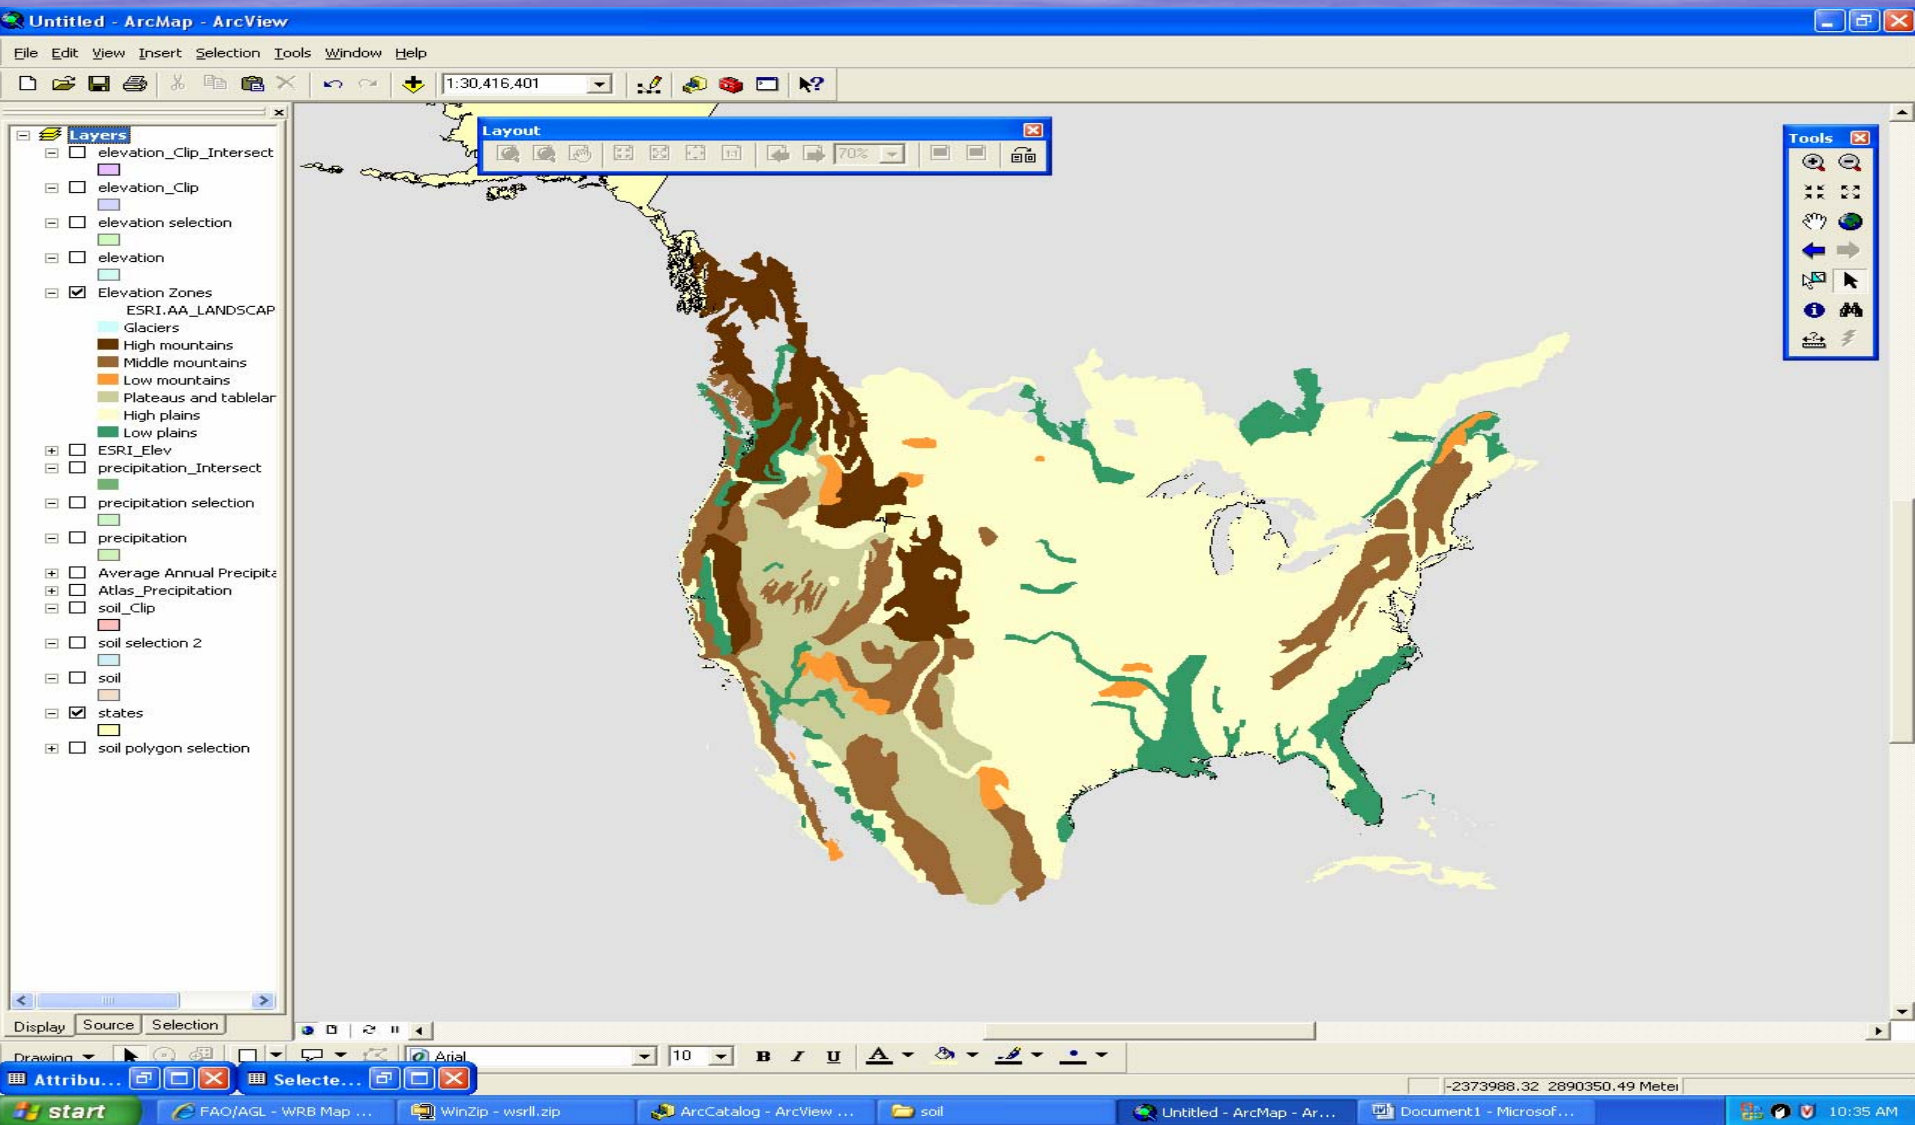 Untitled - ArcMap - ArcView
File Edit View Insert Selection Tools Window Help
1:30,416,401
Layers
elevation_Clip_Intersect
elevation_Clip
elevation selection
elevation
Elevation Zones
ESRI.AA_LANDSCAP
Glaciers
High mountains
Middle mountains
Low mountains
Plateaus and tablelar
High plains
Low plains
ESRI_Elev
precipitation_Intersect
precipitation selection
precipitation
Average Annual Precipita
Atlas_Precipitation
soil_Clip
soil selection 2
soil
states
soil polygon selection
Layout
1:1
70%
Tools
Display Source Selection
Drawing
Arial
10
B I U A
Attribu...
Selecte...
-2373988.32 2890350.49 Meter
start
FAO/AGL - WRB Map ...
WinZip - wsrll.zip
ArcCatalog - ArcView ...
soil
Untitled - ArcMap - Ar...
Document1 - Microsof...
10:35 AM